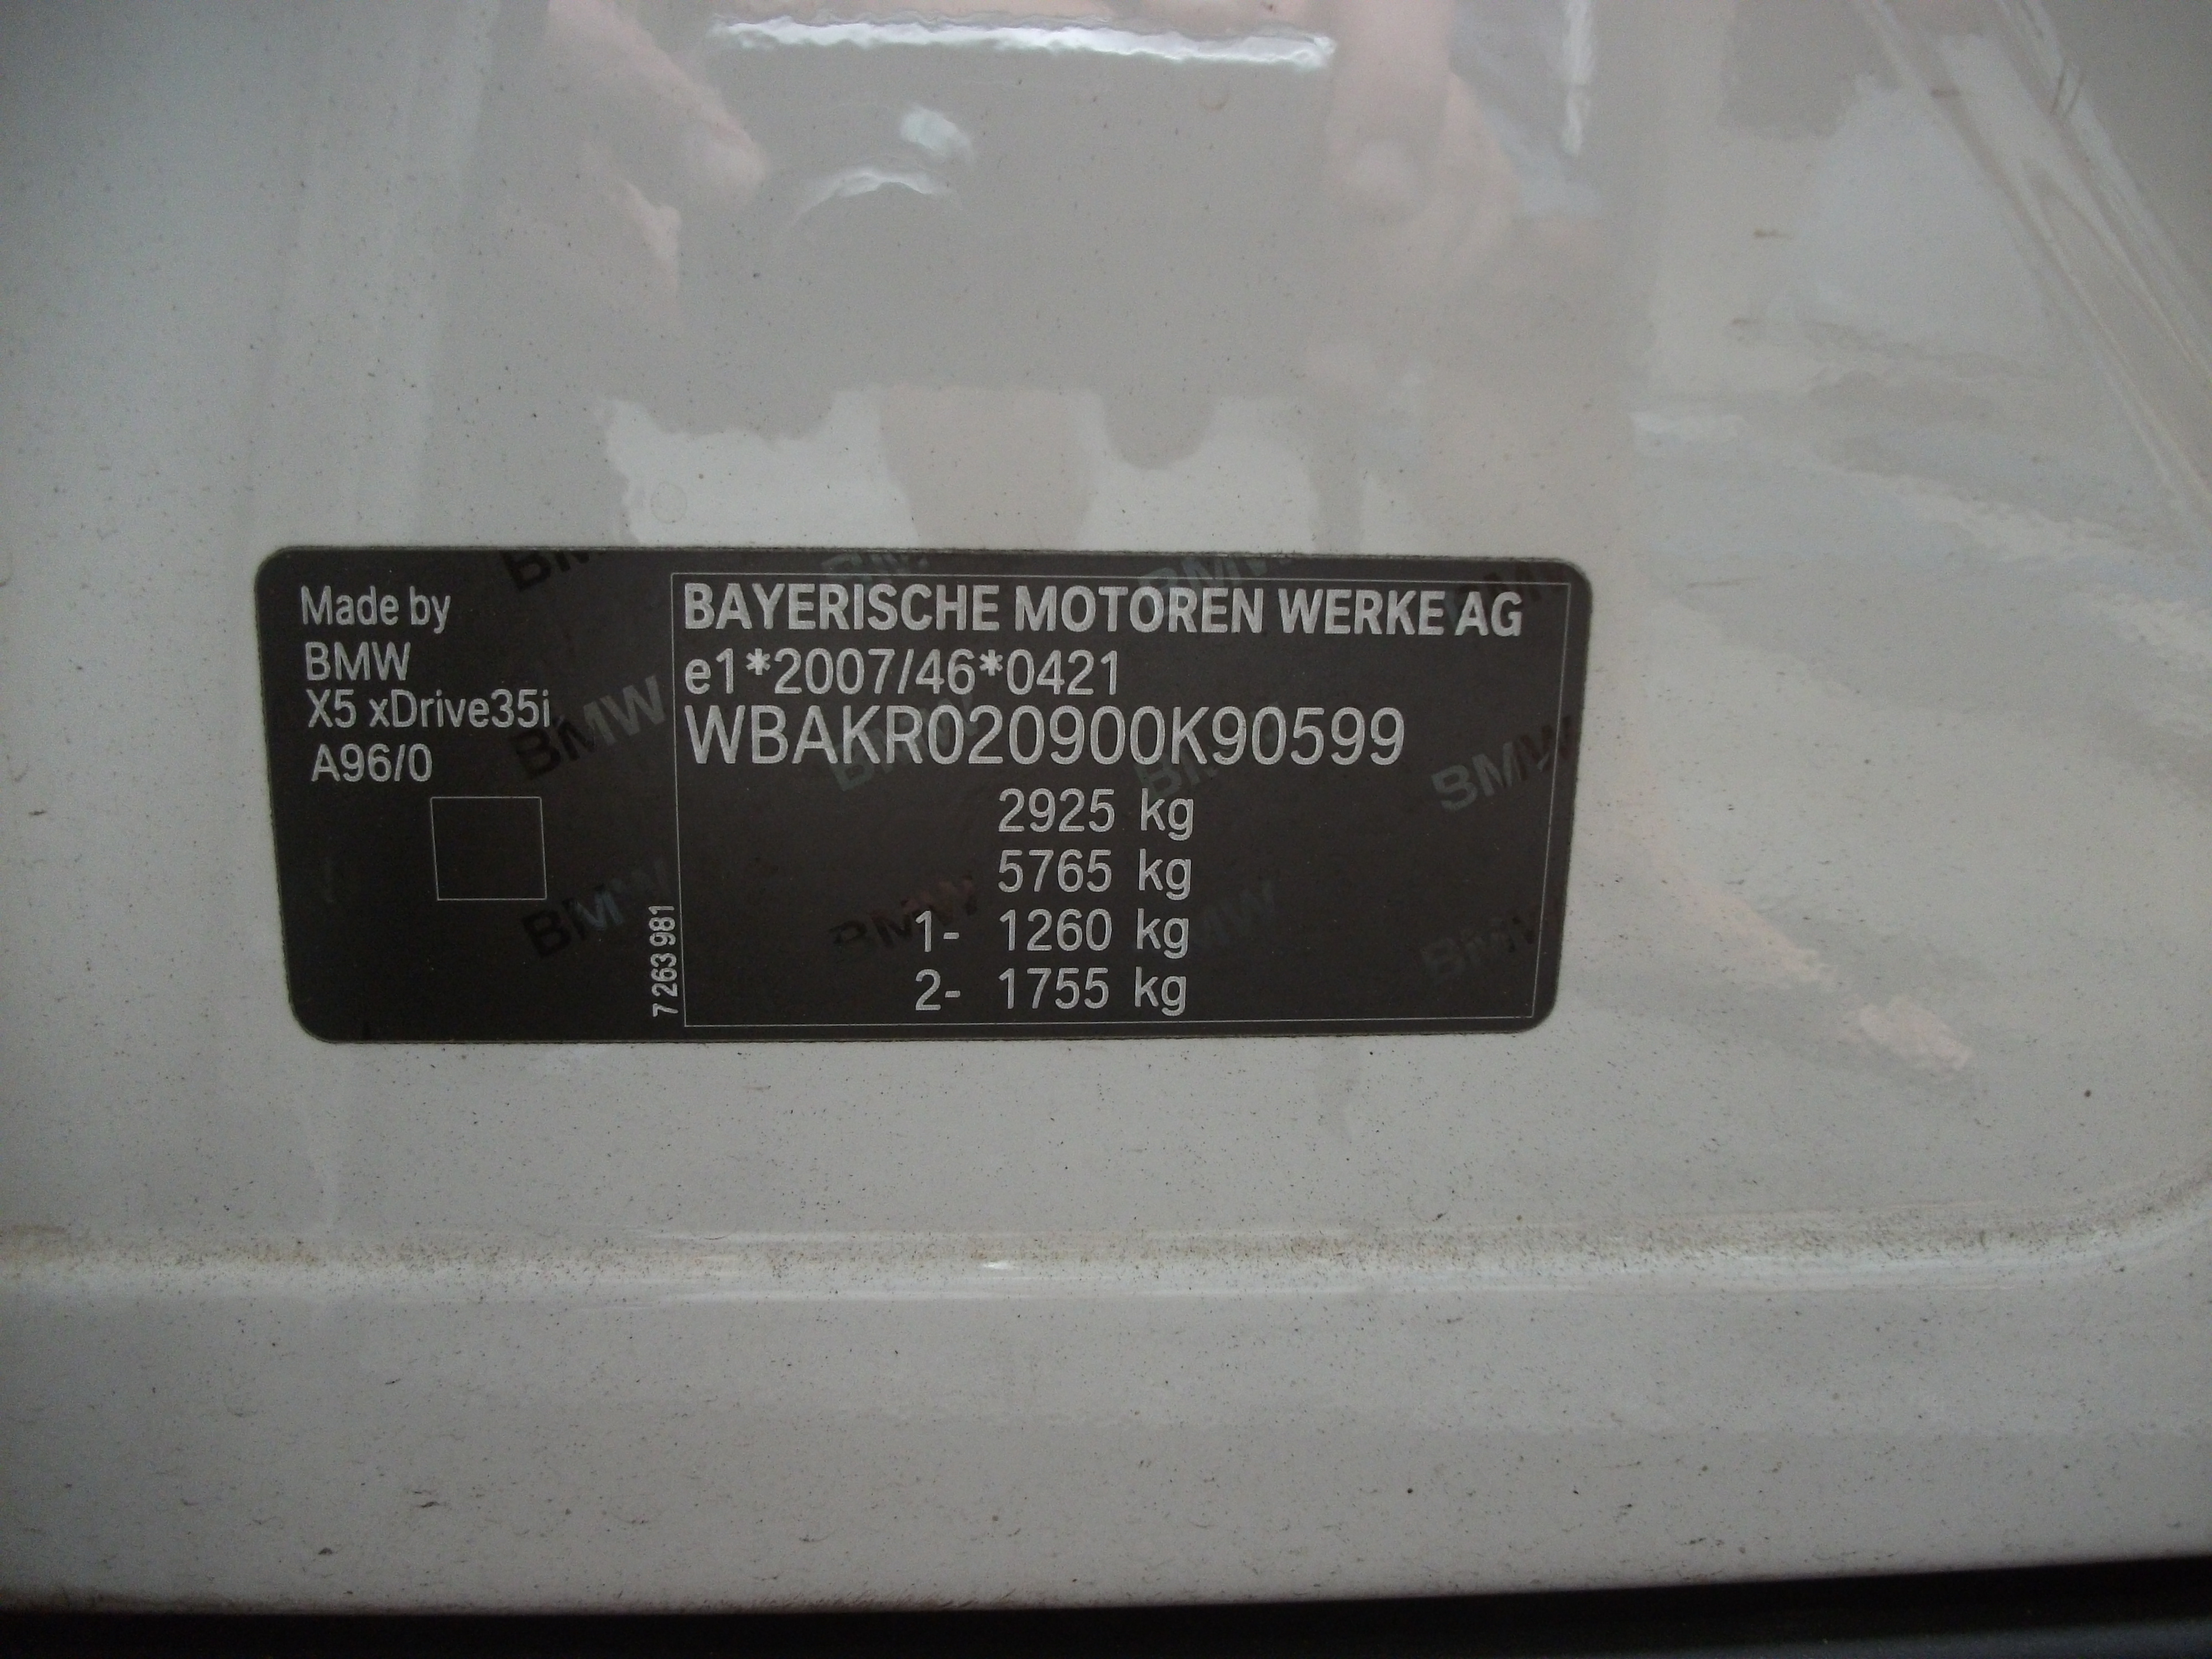 Made by
BMW
X5 xDrive35i
A96/0
7 263 981
BAYERISCHE MOTOREN WERKE AG
e1*2007/46*0421
WBAKR020900K90599
2925 kg
5765 kg
1- 1260 kg
2- 1755 kg